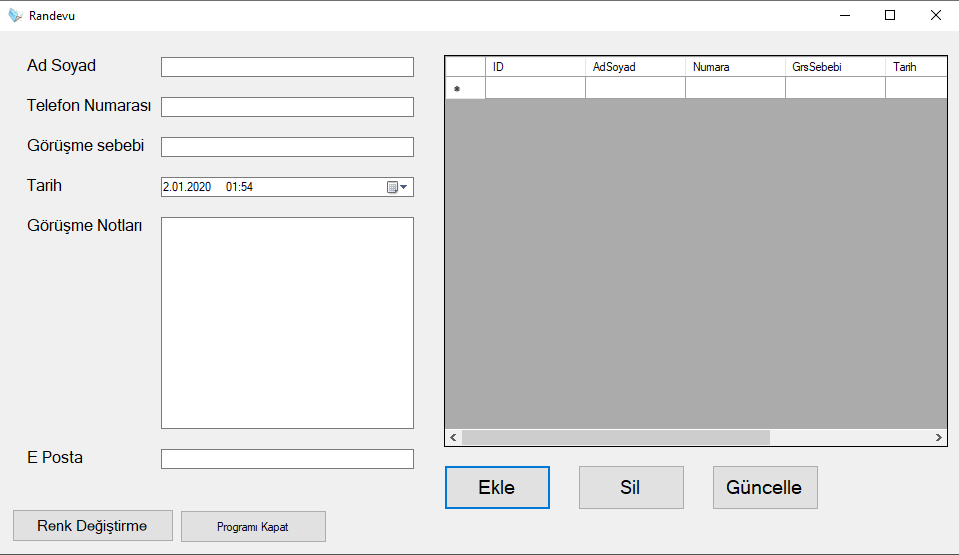 Randevu
Ad Soyad
Telefon Numarası
Görüşme sebebi
Tarih
2.01.2020 01:54
Görüşme Notları
E Posta
Renk Değiştirme
Programı Kapat
ID AdSoyad Numara GrsSebebi Tarih
Ekle Sil Güncelle